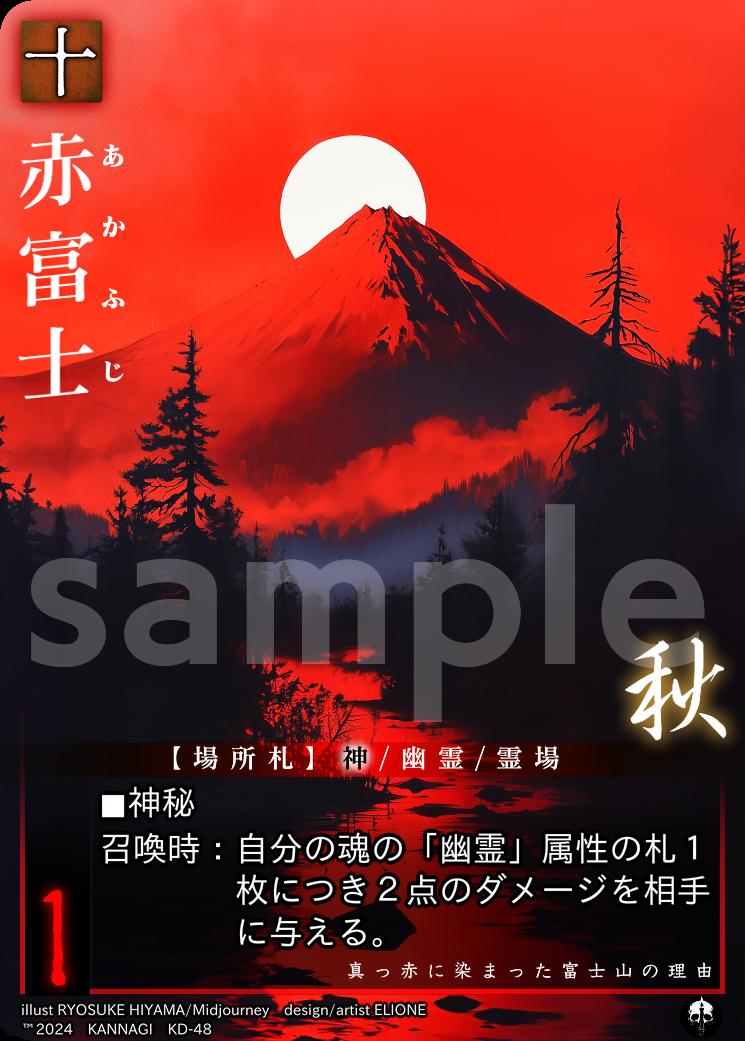 十
赤富士
あかふじ
sample
秋
【場所札】神/幽霊/霊場
■神秘
召喚時：自分の魂の「幽霊」属性の札１
枚につき２点のダメージを相手
に与える。
1
真っ赤に染まった富士山の理由
illust RYOSUKE HIYAMA/Midjourney design/artist ELIONE
™2024 KANNAGI KD-48